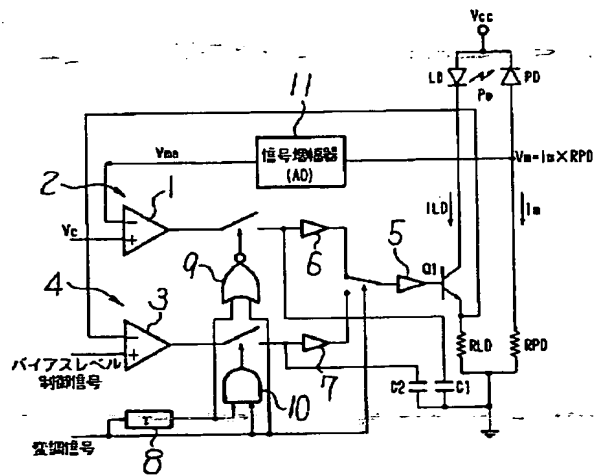 Vcc
LD
Po
PD
11
信号増幅器
(AD)
Vma
Vm=Im×RPD
2
1
Vc
ILD
Im
6
5
Q1
9
4
3
バイアスレベル
制御信号
7
RLD
RPD
C2
C1
10
τ
変調信号
8